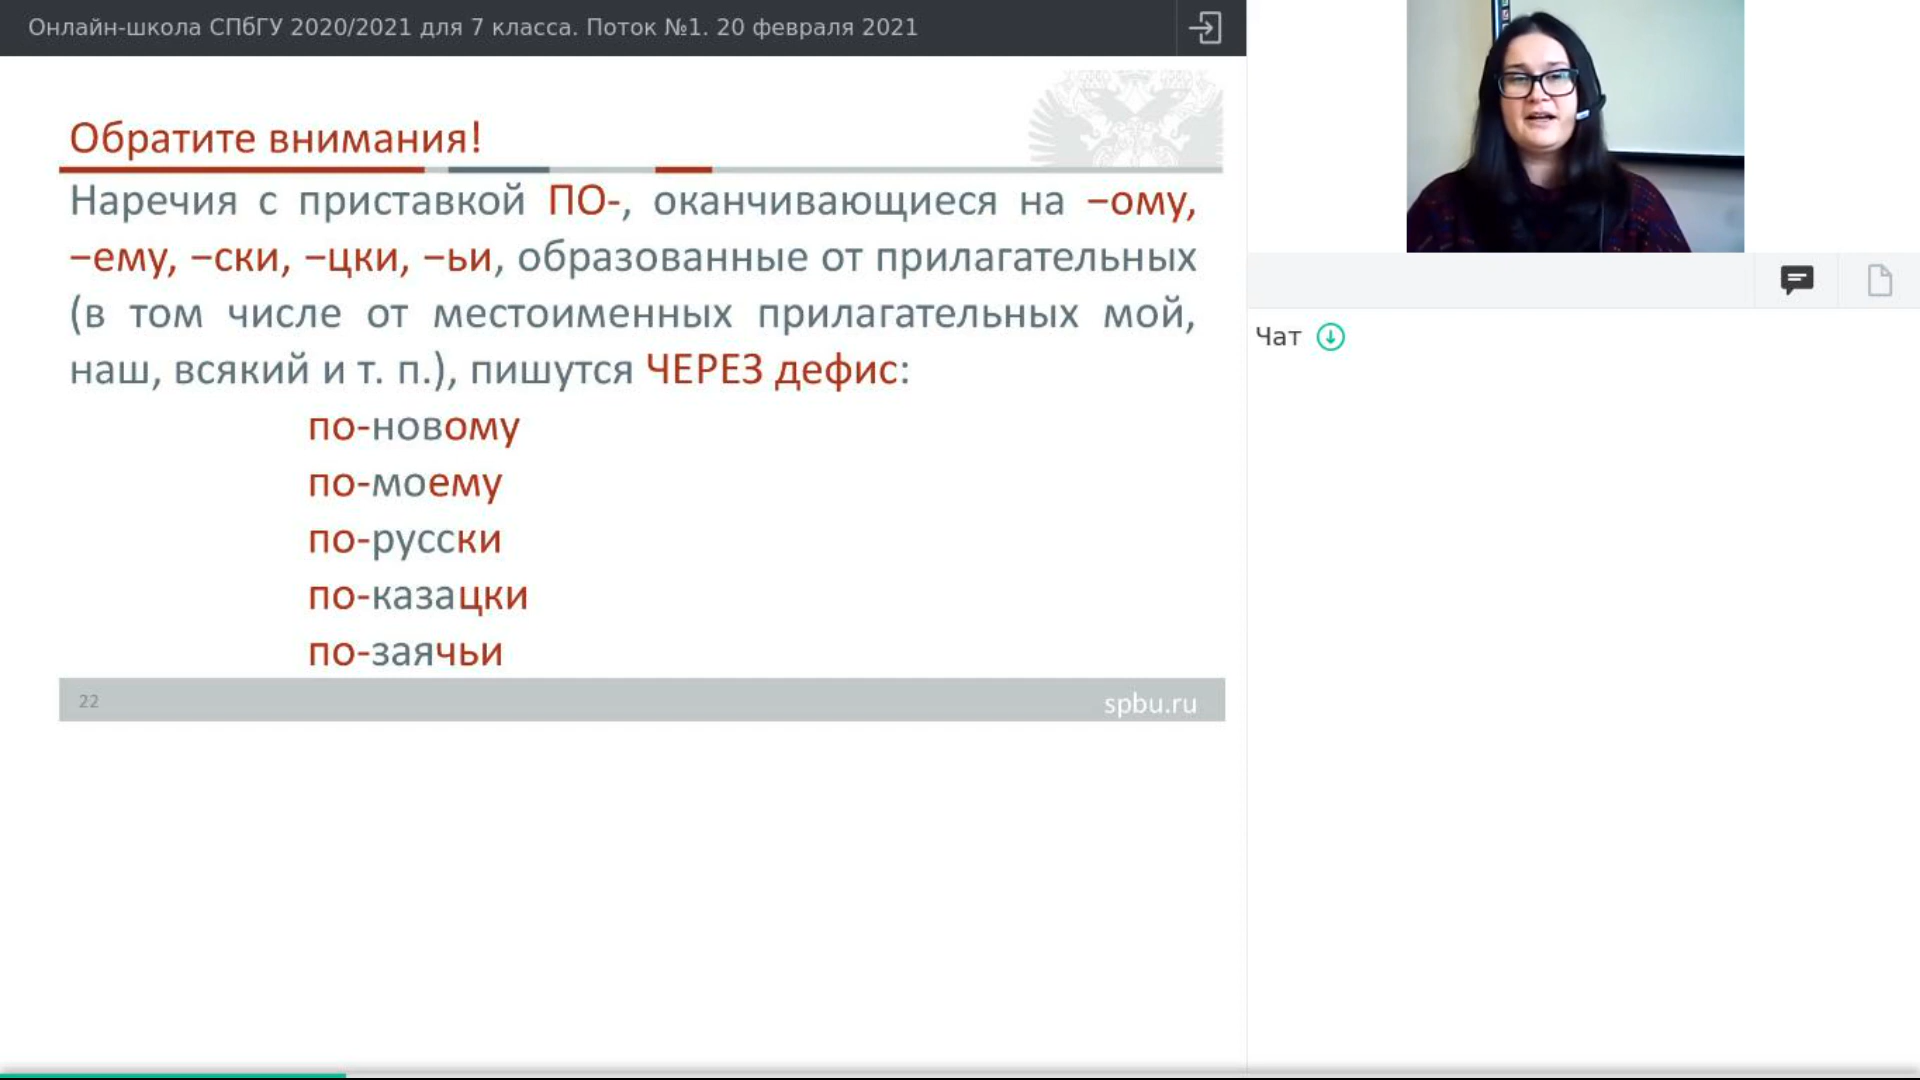 Онлайн-школа СПбГУ 2020/2021 для 7 класса. Поток №1. 20 февраля 2021
Обратите внимания!
Наречия с приставкой ПО-, оканчивающиеся на –ому,
–ему, –ски, –цки, –ьи, образованные от прилагательных
(в том числе от местоименных прилагательных мой,
наш, всякий и т. п.), пишутся ЧЕРЕЗ дефис:
по-новому
по-моему
по-русски
по-казацки
по-заячьи
22
spbu.ru
Чат